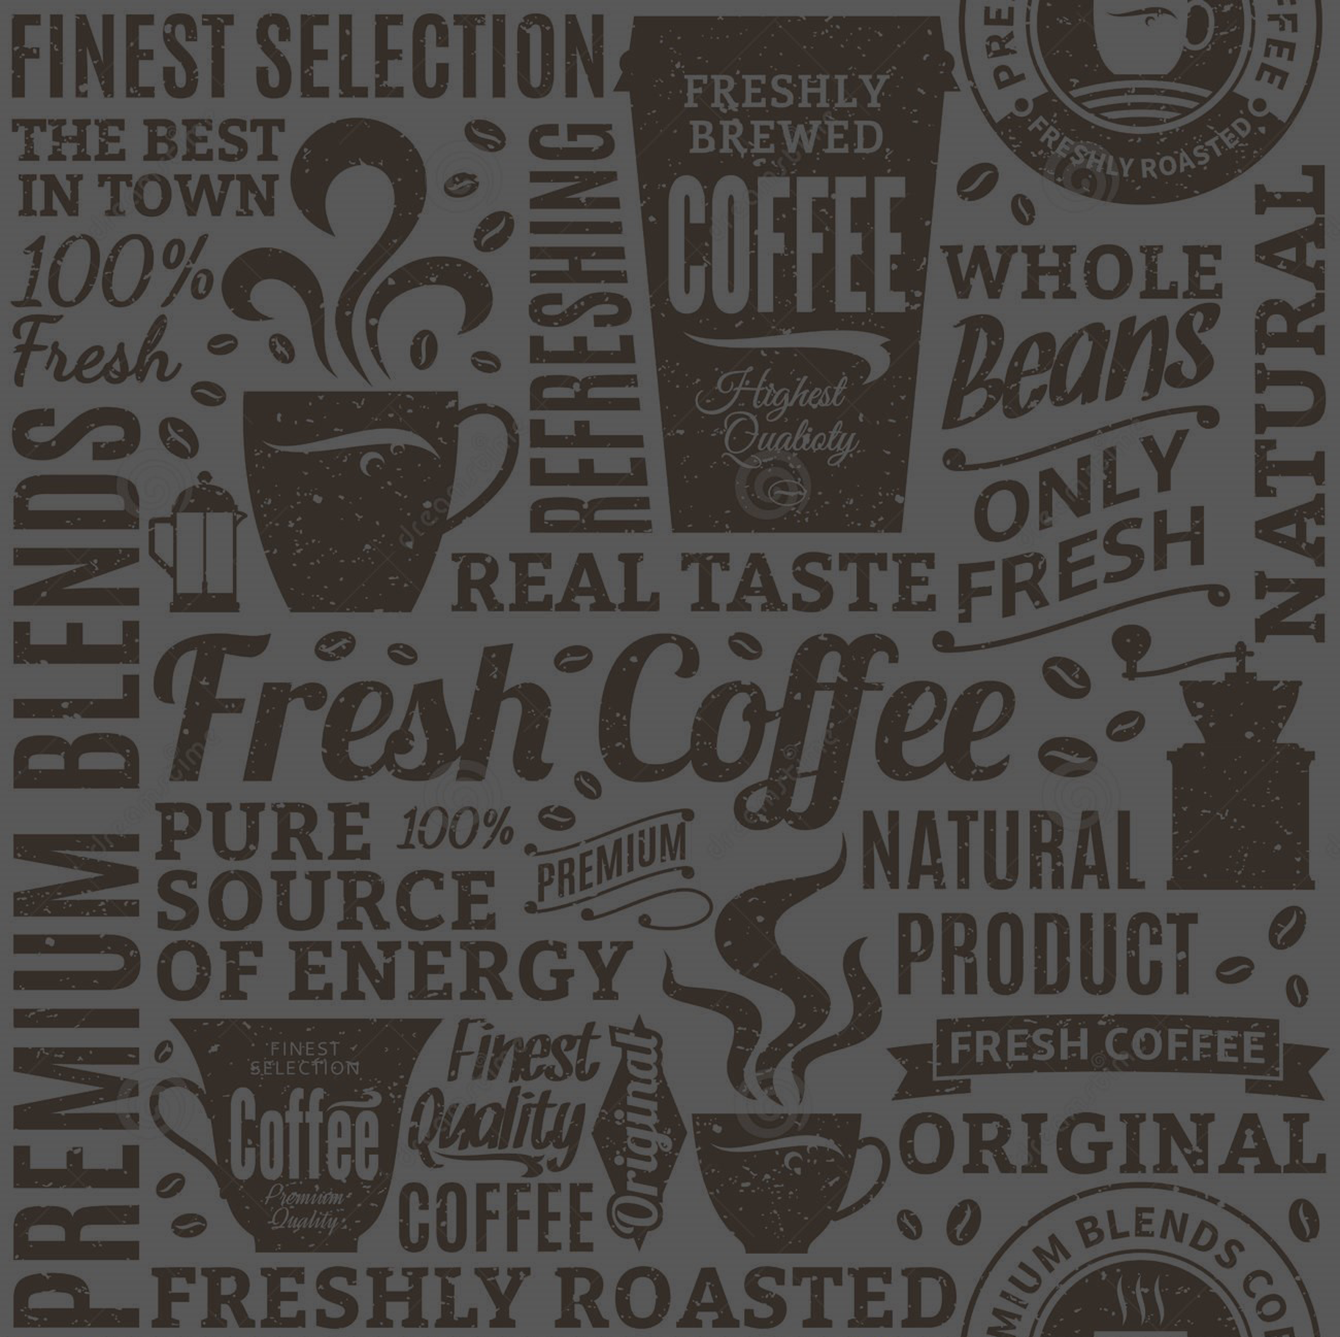 FINEST SELECTION
THE BEST
IN TOWN
100%
Fresh
REFRESHING
FRESHLY
BREWED
COFFEE
Highest
Qualioty
FRESHLY ROASTED
WHOLE
Beans
ONLY
FRESH
NATURAL
REAL TASTE
PREMIUM BLENDS
Fresh Coffee
PURE 100%
SOURCE
OF ENERGY
PREMIUM
NATURAL
PRODUCT
FRESH COFFEE
ORIGINAL
FINEST
SELECTION
Coffee
Premium
Quality
Finest
Quality
COFFEE
Original
FRESHLY ROASTED
MIUM BLENDS CO